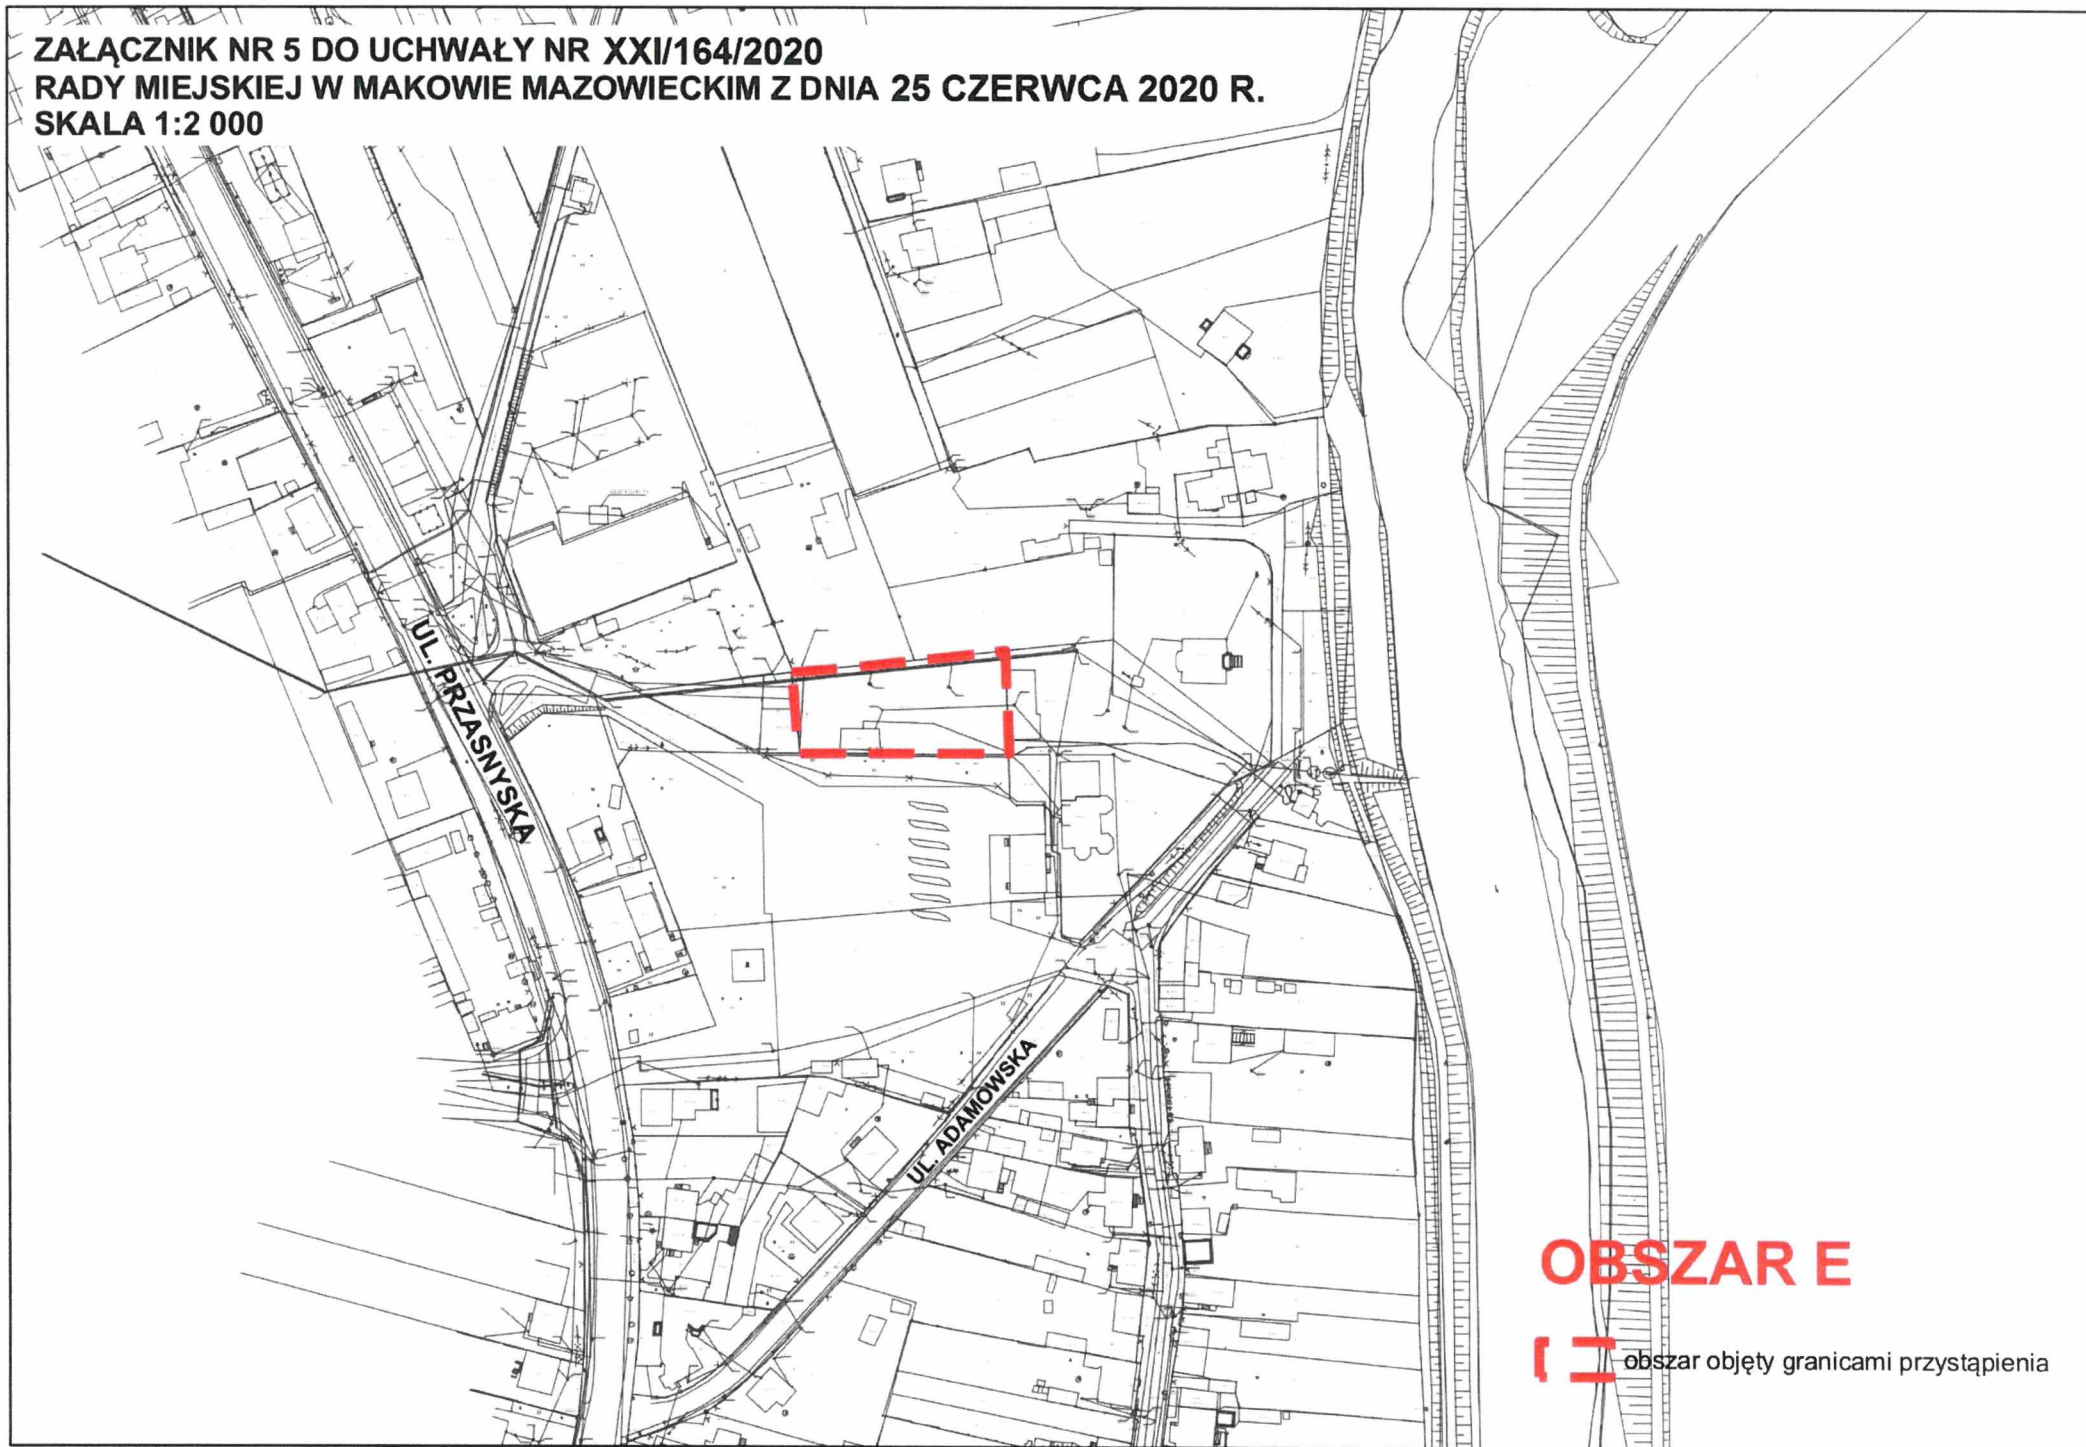 ZAŁĄCZNIK NR 5 DO UCHWAŁY NR XXI/164/2020
RADY MIEJSKIEJ W MAKOWIE MAZOWIECKIM Z DNIA 25 CZERWCA 2020 R.
SKALA 1:2 000
UL. PRZASNYSKA
UL. ADAMOWSKA
OBSZAR E
obszar objęty granicami przystąpienia